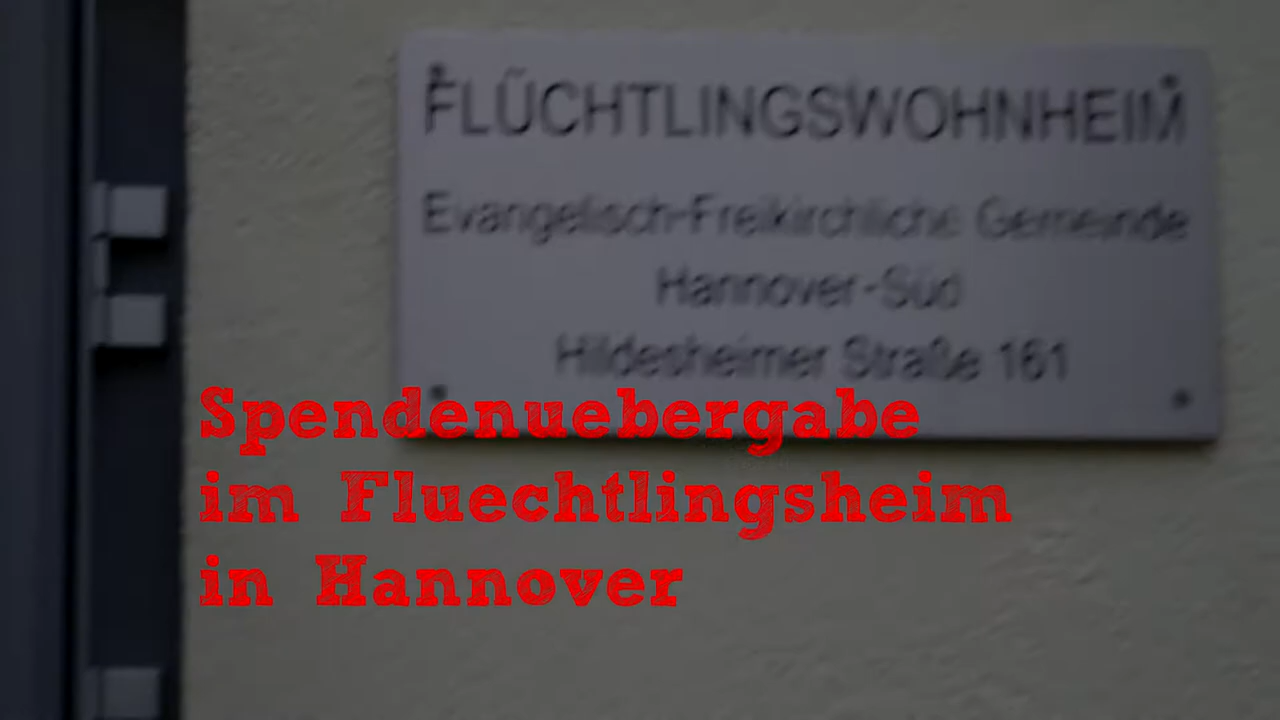 FLÜCHTLINGSWOHNHEIM
Evangelisch-Freikirchliche Gemeinde
Hannover-Süd
Hildesheimer Straße 161
Spendenuebergabe
im Fluechtlingsheim
in Hannover